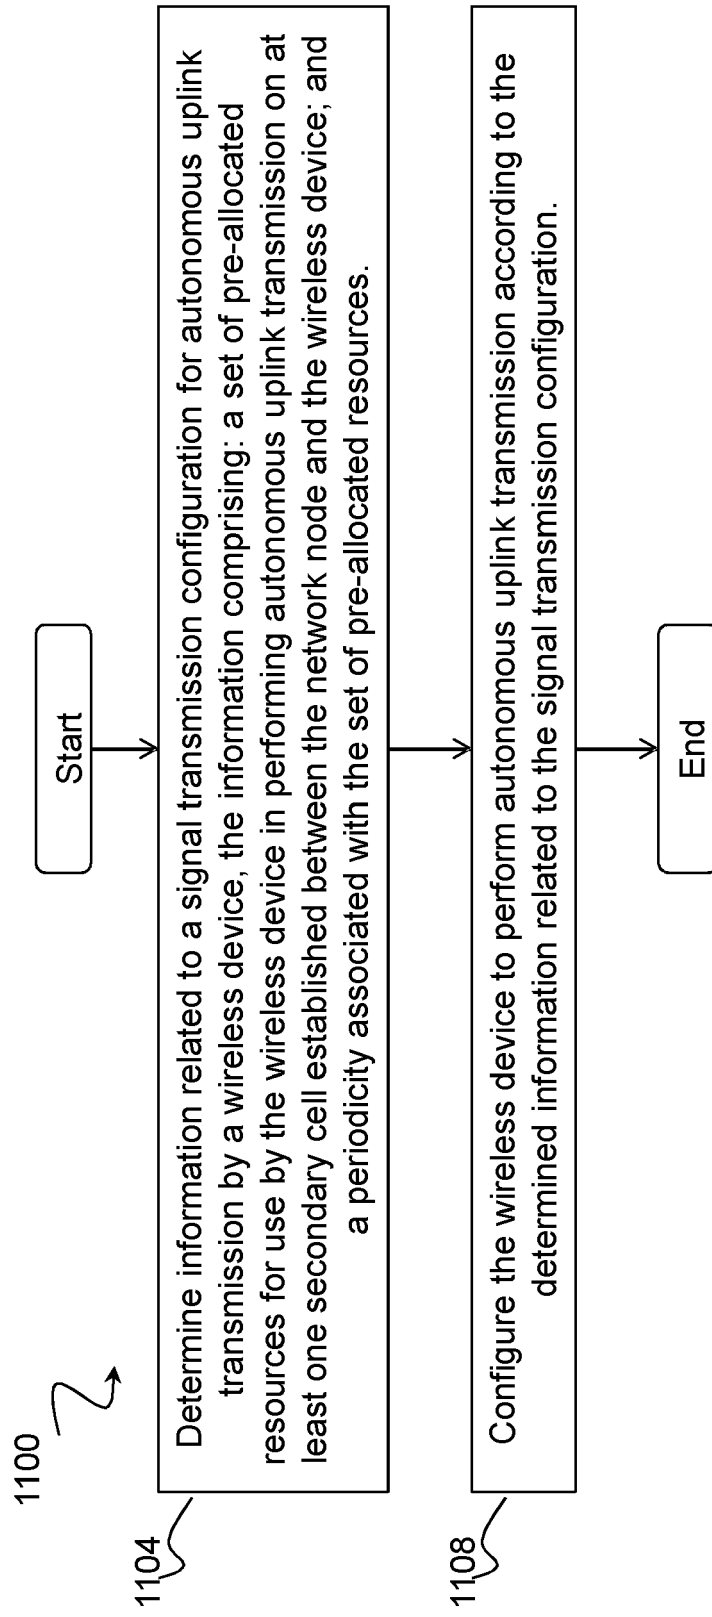 1100
Start
1104
Determine information related to a signal transmission configuration for autonomous uplink
transmission by a wireless device, the information comprising: a set of pre-allocated
resources for use by the wireless device in performing autonomous uplink transmission on at
least one secondary cell established between the network node and the wireless device; and
a periodicity associated with the set of pre-allocated resources.
1108
Configure the wireless device to perform autonomous uplink transmission according to the
determined information related to the signal transmission configuration.
End